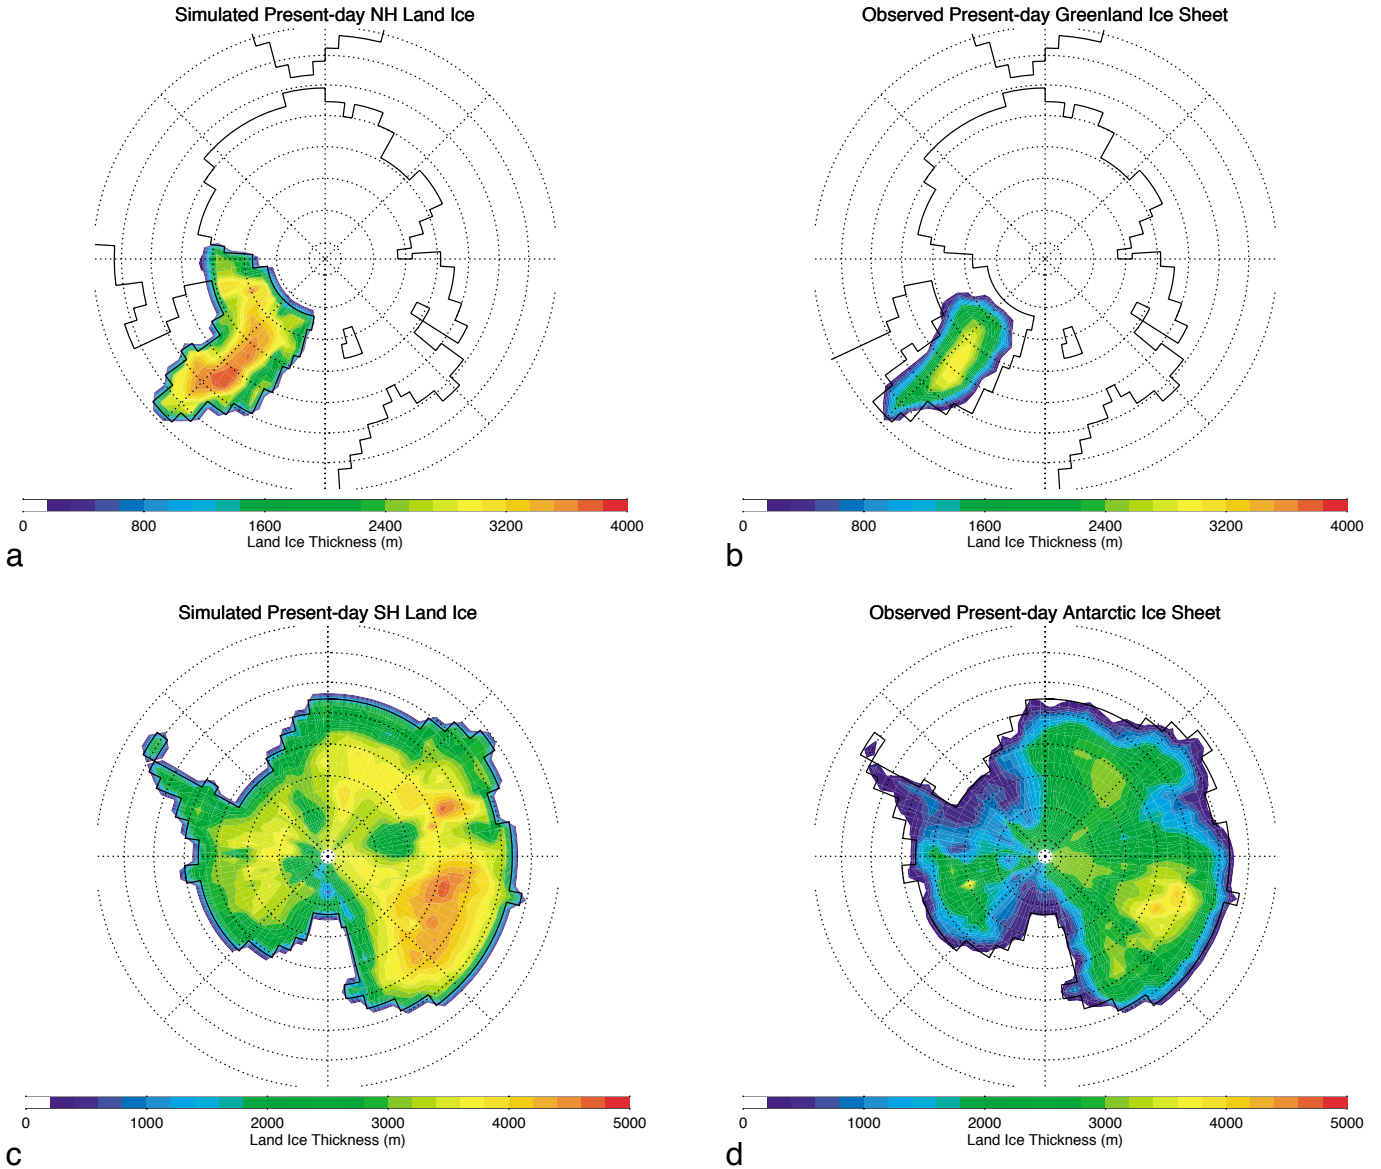 Simulated Present-day NH Land Ice
Observed Present-day Greenland Ice Sheet
0 800 1600 2400 3200 4000
Land Ice Thickness (m)
a
0 800 1600 2400 3200 4000
Land Ice Thickness (m)
b
Simulated Present-day SH Land Ice
Observed Present-day Antarctic Ice Sheet
0 1000 2000 3000 4000 5000
Land Ice Thickness (m)
c
0 1000 2000 3000 4000 5000
Land Ice Thickness (m)
d